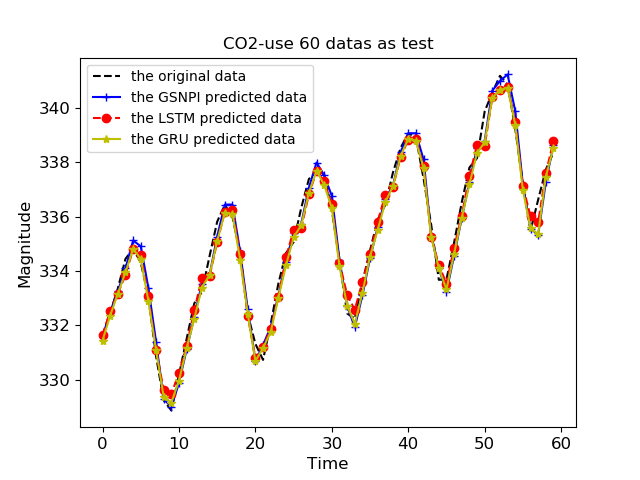 CO2-use 60 datas as test
the original data
the GSNPI predicted data
the LSTM predicted data
the GRU predicted data
Magnitude
340
338
336
334
332
330
0 10 20 30 40 50 60
Time